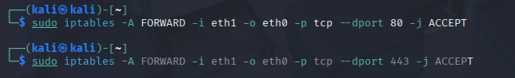 ┌──(kali㉿kali)-[~]
└─$ sudo iptables -A FORWARD -i eth1 -o eth0 -p tcp --dport 80 -j ACCEPT
┌──(kali㉿kali)-[~]
└─$ sudo iptables -A FORWARD -i eth1 -o eth0 -p tcp --dport 443 -j ACCEPT